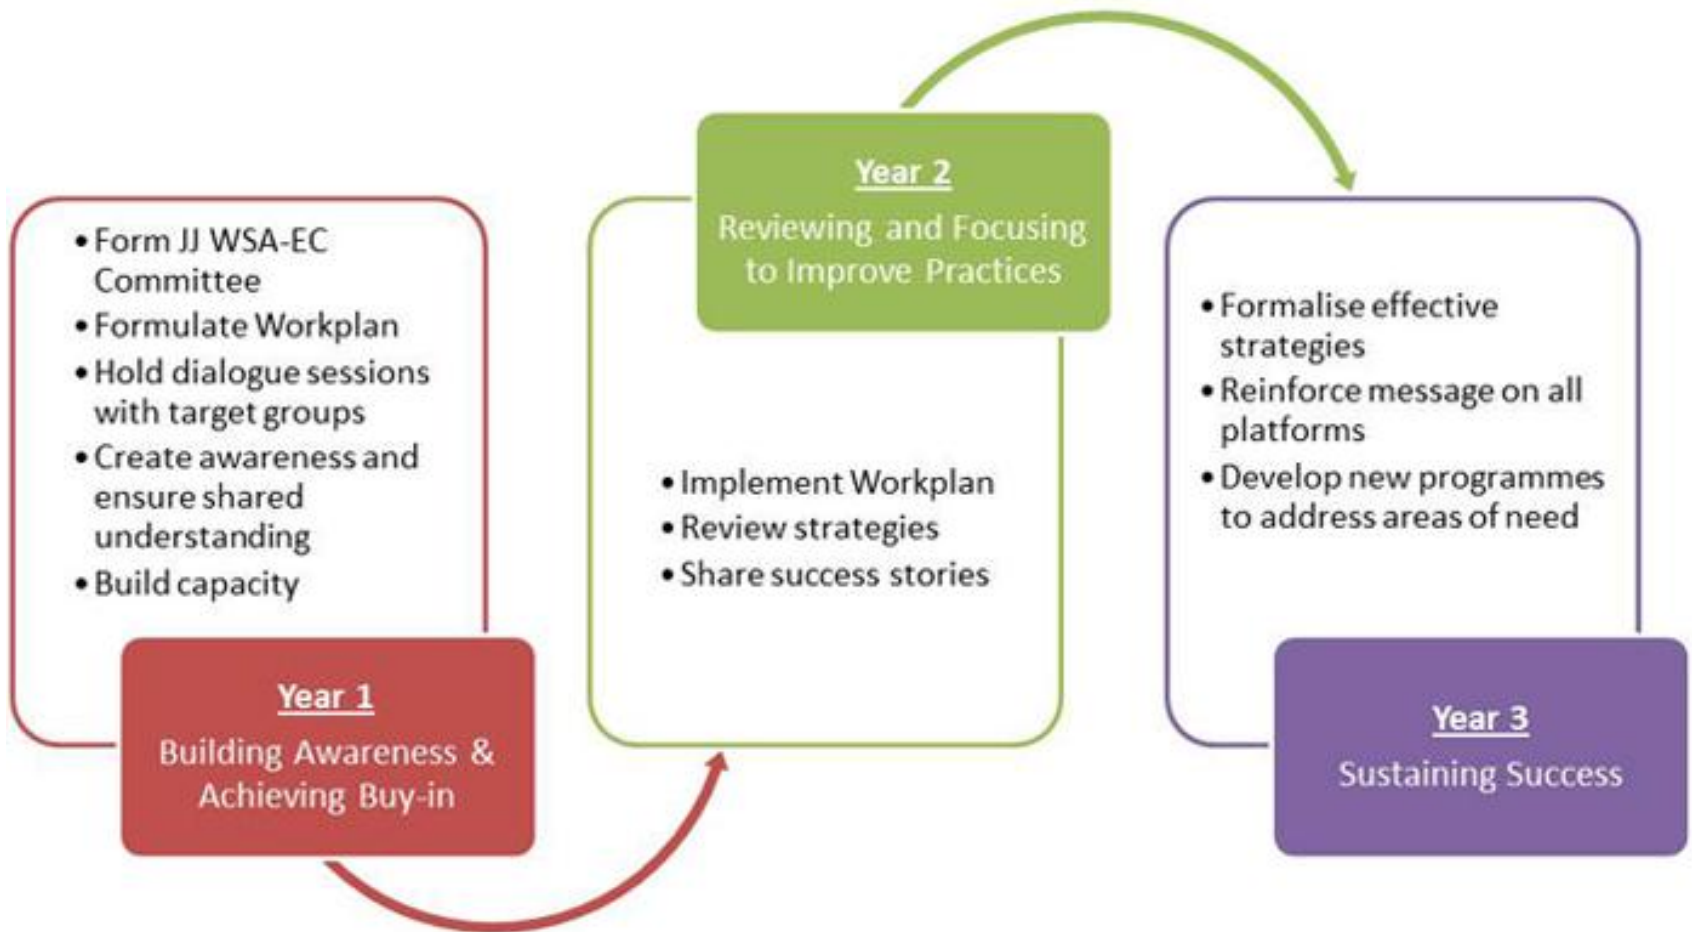 • Form JJ WSA-EC
Committee
• Formulate Workplan
• Hold dialogue sessions
with target groups
• Create awareness and
ensure shared
understanding
• Build capacity
Year 1
Building Awareness &
Achieving Buy-in
Year 2
Reviewing and Focusing
to Improve Practices
• Implement Workplan
• Review strategies
• Share success stories
• Formalise effective
strategies
• Reinforce message on all
platforms
• Develop new programmes
to address areas of need
Year 3
Sustaining Success